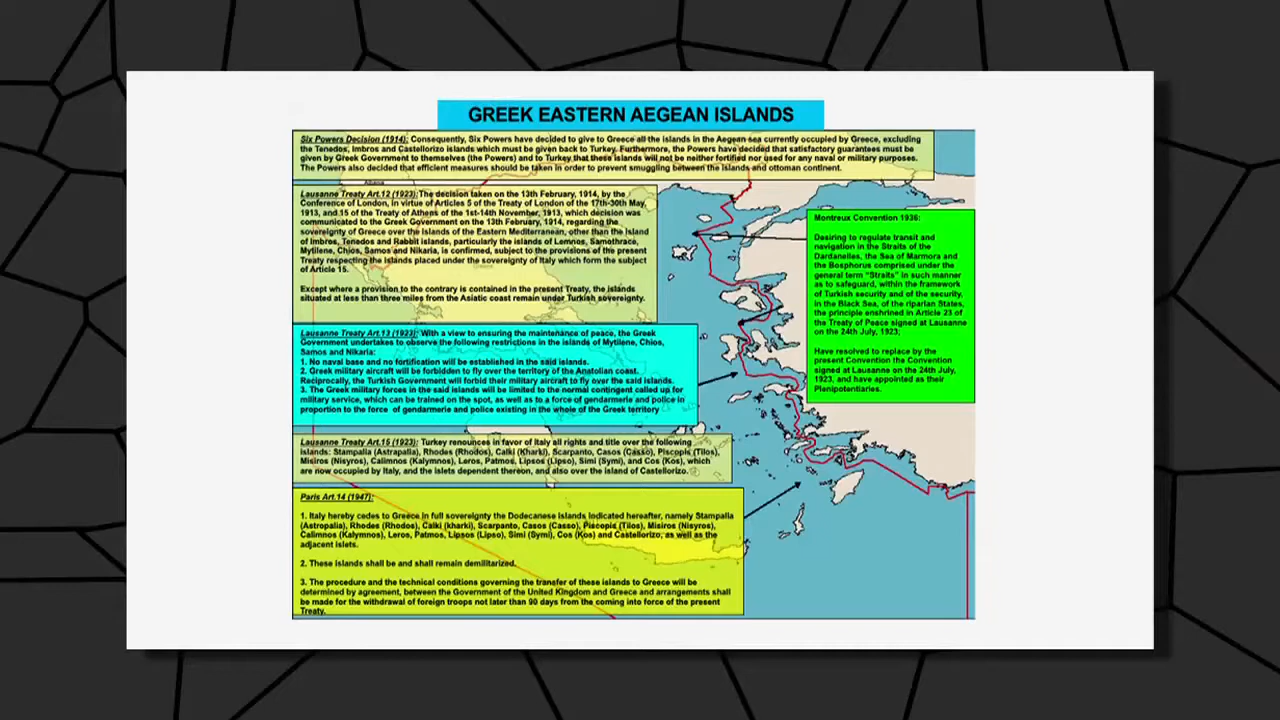 GREEK EASTERN AEGEAN ISLANDS
Six Powers Decision (1914): Consequently, Six Powers have decided to give to Greece all the islands in the Aegean sea currently occupied by Greece, excluding
the Tenedos, Imbros and Castellorizo islands which must be given back to Turkey. Furthermore, the Powers have decided that satisfactory guarantees must be
given by Greek Government to themselves (the Powers) and to Turkey that these islands will not be neither fortified nor used for any naval or military purposes.
The Powers also decided that efficient measures should be taken in order to prevent smuggling between the islands and ottoman continent.
Athens
Lausanne Treaty Art.12 (1923): The decision taken on the 13th February, 1914, by the
Conference of London, in virtue of Articles 5 of the Treaty of London of the 17th-30th May,
1913, and 15 of the Treaty of Athens of the 1st-14th November, 1913, which decision was
communicated to the Greek Government on the 13th February, 1914, regarding the
sovereignty of Greece over the islands of the Eastern Mediterranean, other than the island
of Imbros, Tenedos and Rabbit islands, particularly the islands of Lemnos, Samothrace,
Mytilene, Chios, Samos and Nikaria, is confirmed, subject to the provisions of the present
Treaty respecting the islands placed under the sovereignty of Italy which form the subject
of Article 15.
Except where a provision to the contrary is contained in the present Treaty, the islands
situated at less than three miles from the Asiatic coast remain under Turkish sovereignty.
Montreux Convention 1936:
Desiring to regulate transit and
navigation in the Straits of the
Dardanelles, the Sea of Marmora and
the Bosphorus comprised under the
general term "Straits" in such manner
as to safeguard, within the framework
of Turkish security and of the security,
in the Black Sea, of the riparian States,
the principle enshrined in Article 23 of
the Treaty of Peace signed at Lausanne
on the 24th July, 1923;
Have resolved to replace by the
present Convention the Convention
signed at Lausanne on the 24th July,
1923, and have appointed as their
Plenipotentiaries.
Lausanne Treaty Art.13 (1923): With a view to ensuring the maintenance of peace, the Greek
Government undertakes to observe the following restrictions in the islands of Mytilene, Chios,
Samos and Nikaria:
1. No naval base and no fortification will be established in the said islands.
2. Greek military aircraft will be forbidden to fly over the territory of the Anatolian coast.
Reciprocally, the Turkish Government will forbid their military aircraft to fly over the said islands.
3. The Greek military forces in the said islands will be limited to the normal contingent called up for
military service, which can be trained on the spot, as well as to a force of gendarmerie and police in
proportion to the force of gendarmerie and police existing in the whole of the Greek territory
Lausanne Treaty Art.15 (1923): Turkey renounces in favor of Italy all rights and title over the following
islands: Stampalia (Astrapalia), Rhodes (Rhodos), Calki (Kharki), Scarpanto, Casos (Casso), Piscopis (Tilos),
Misiros (Nisyros), Calimnos (Kalymnos), Leros, Patmos, Lipsos (Lipso), Simi (Symi), and Cos (Kos), which
are now occupied by Italy, and the islets dependent thereon, and also over the island of Castellorizo.
Paris Art.14 (1947):
1. Italy hereby cedes to Greece in full sovereignty the Dodecanese Islands indicated hereafter, namely Stampalia
(Astropalia), Rhodes (Rhodos), Calki (kharki), Scarpanto, Casos (Casso), Piscopis (Tilos), Misiros (Nisyros),
Calimnos (Kalymnos), Leros, Patmos, Lipsos (Lipso), Simi (Symi), Cos (Kos) and Castellorizo, as well as the
adjacent islets.
2. These islands shall be and shall remain demilitarized.
3. The procedure and the technical conditions governing the transfer of these islands to Greece will be
determined by agreement, between the Government of the United Kingdom and Greece and arrangements shall
be made for the withdrawal of foreign troops not later than 90 days from the coming into force of the present
Treaty.